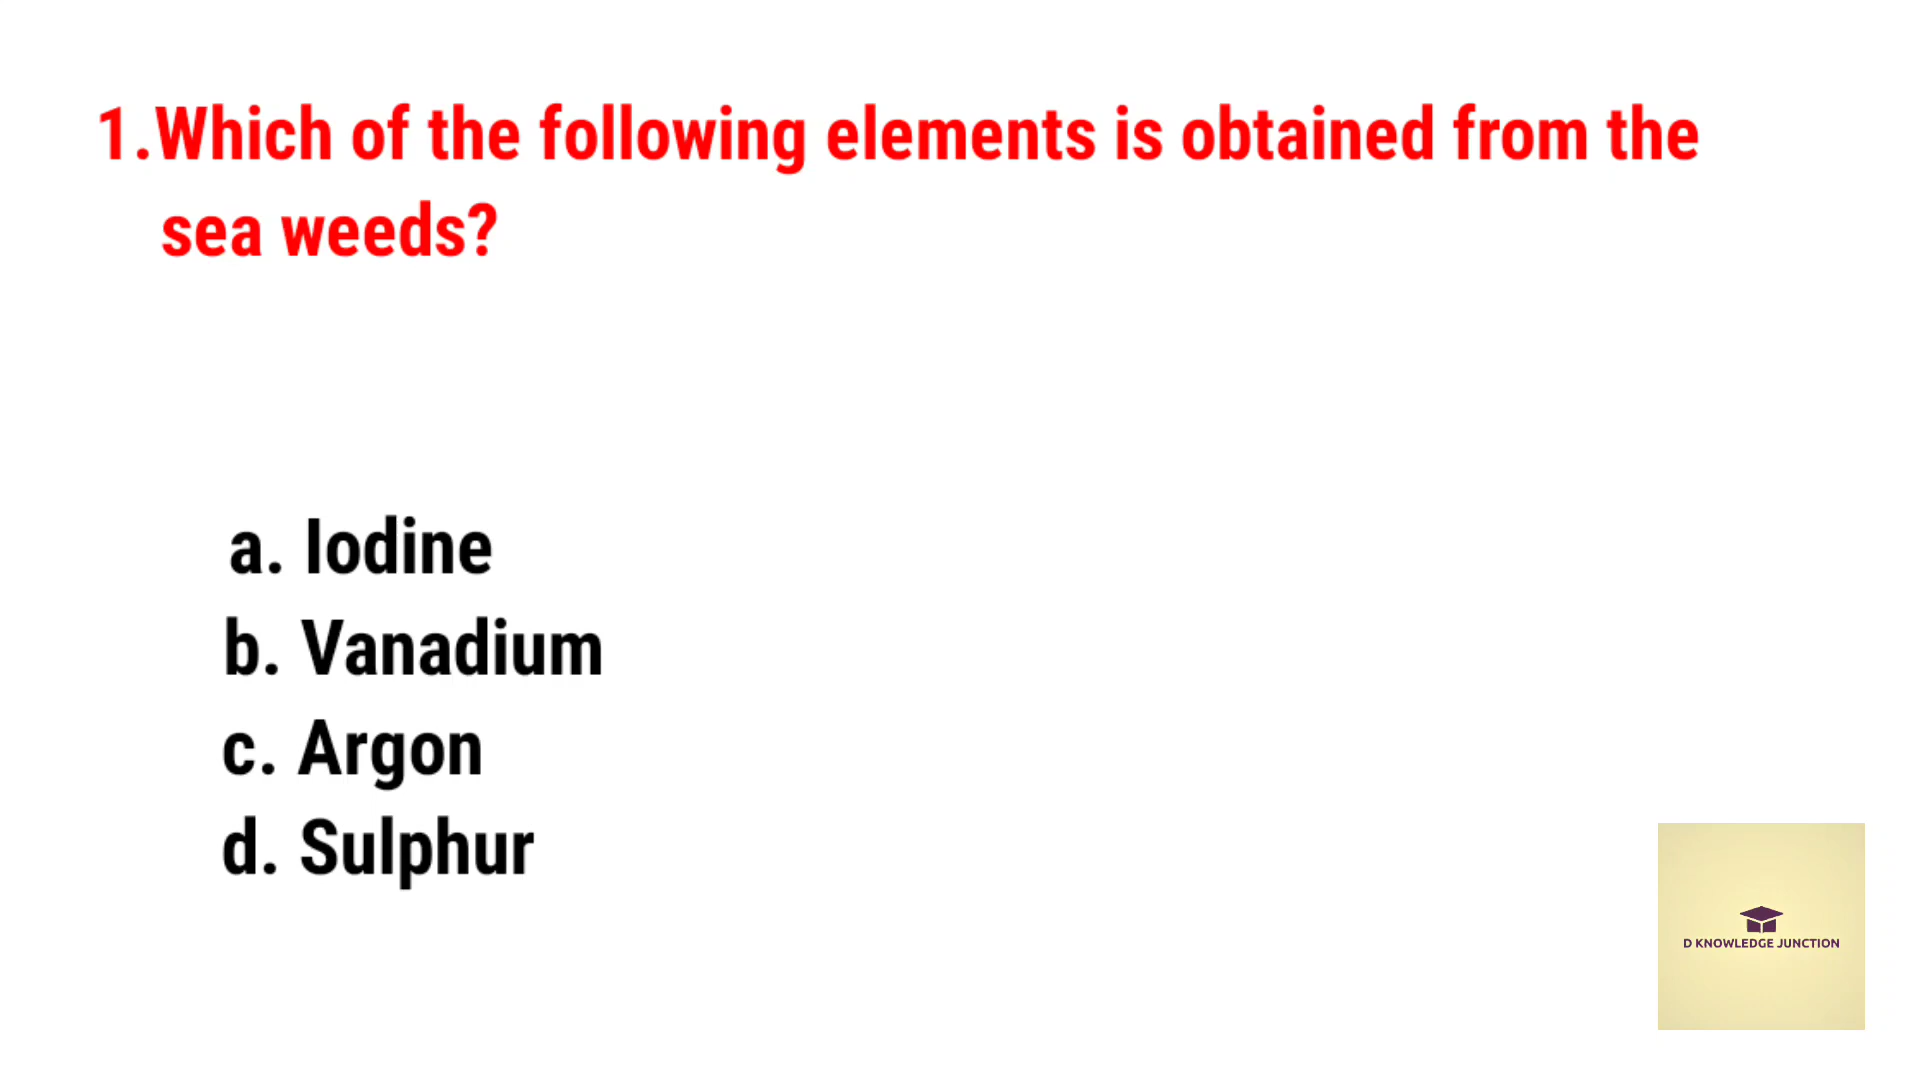 1.Which of the following elements is obtained from the
sea weeds?
a. Iodine
b. Vanadium
c. Argon
d. Sulphur
D KNOWLEDGE JUNCTION